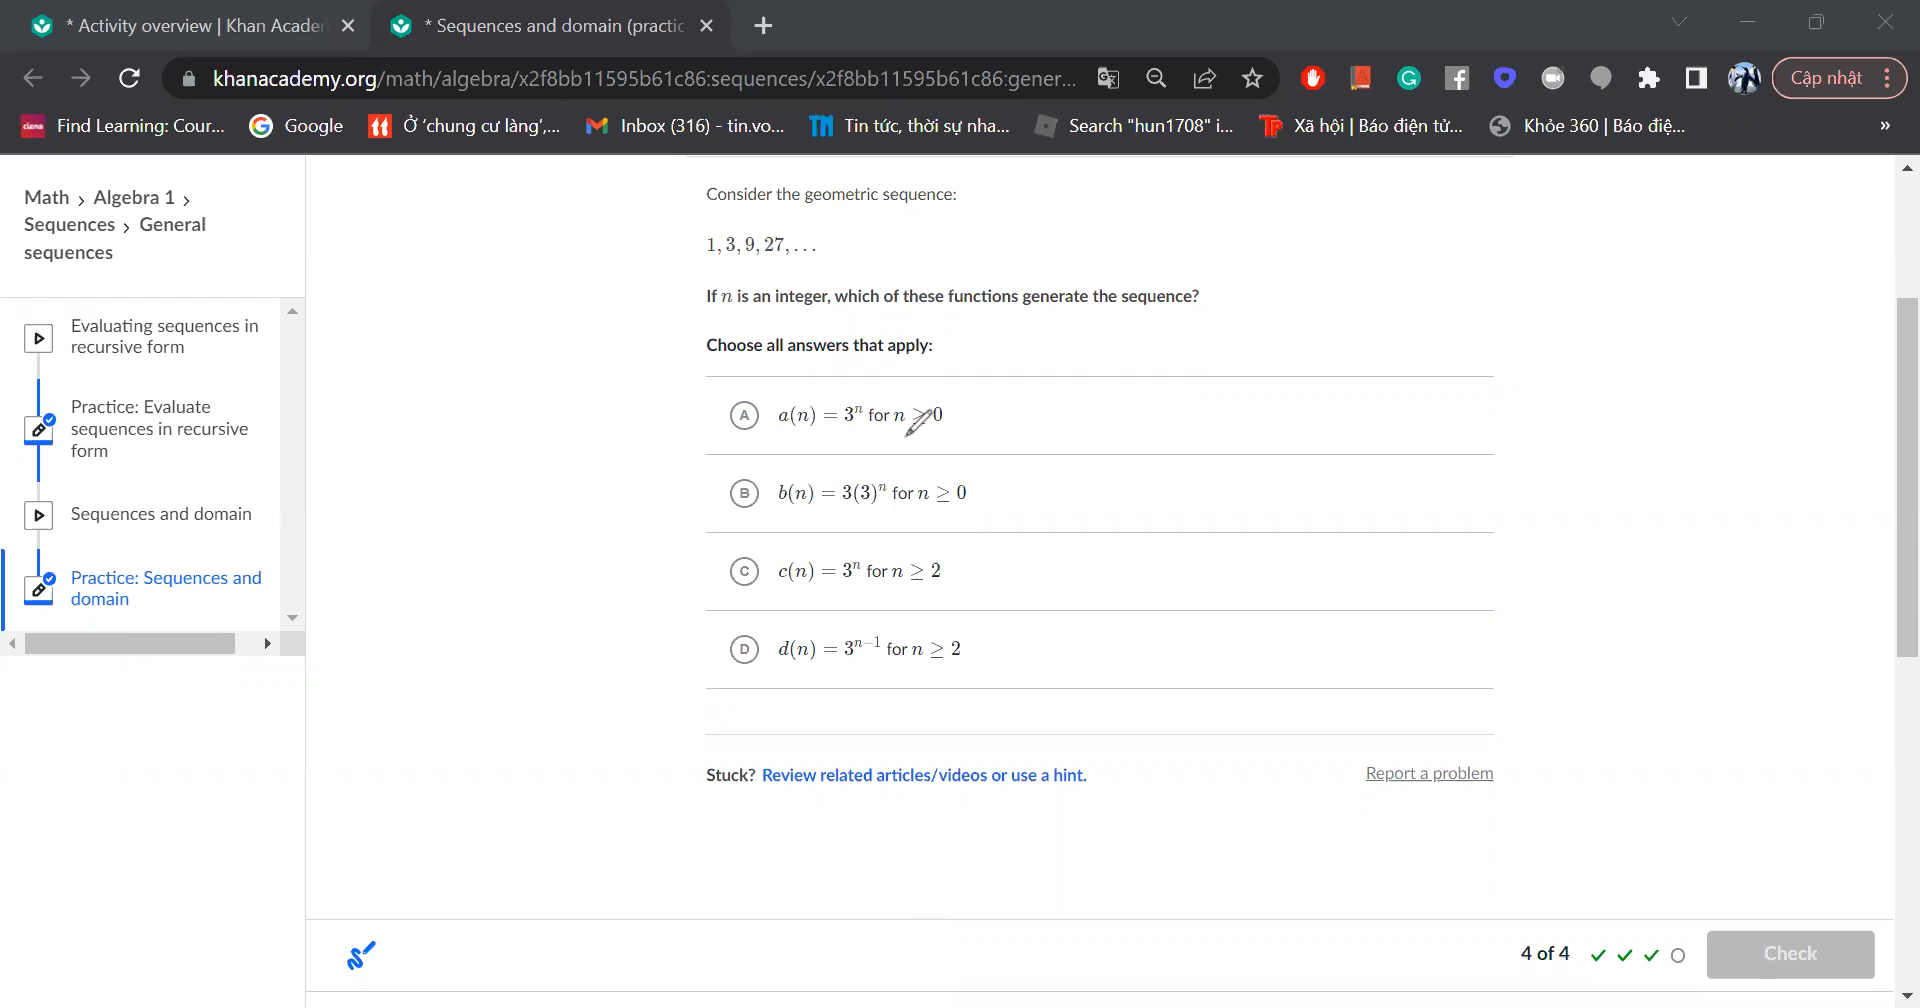 * Activity overview | Khan Acader
* Sequences and domain (practic
khanacademy.org/math/algebra/x2f8bb11595b61c86:sequences/x2f8bb11595b61c86:gener...
Cập nhật
ciena Find Learning: Cour...
Google
Ở 'chung cư làng',...
Inbox (316) - tin.vo...
Tin tức, thời sự nha...
Search "hun1708" i...
Xã hội | Báo điện tử...
Khỏe 360 | Báo điệ...
»
Math › Algebra 1 ›
Sequences › General
sequences
Evaluating sequences in
recursive form
Practice: Evaluate
sequences in recursive
form
Sequences and domain
Practice: Sequences and
domain
Consider the geometric sequence:
1, 3, 9, 27, ...
If n is an integer, which of these functions generate the sequence?
Choose all answers that apply:
A a(n) = 3^n for n ≥ 0
B b(n) = 3(3)^n for n ≥ 0
C c(n) = 3^n for n ≥ 2
D d(n) = 3^{n−1} for n ≥ 2
Stuck? Review related articles/videos or use a hint.
Report a problem
4 of 4
Check